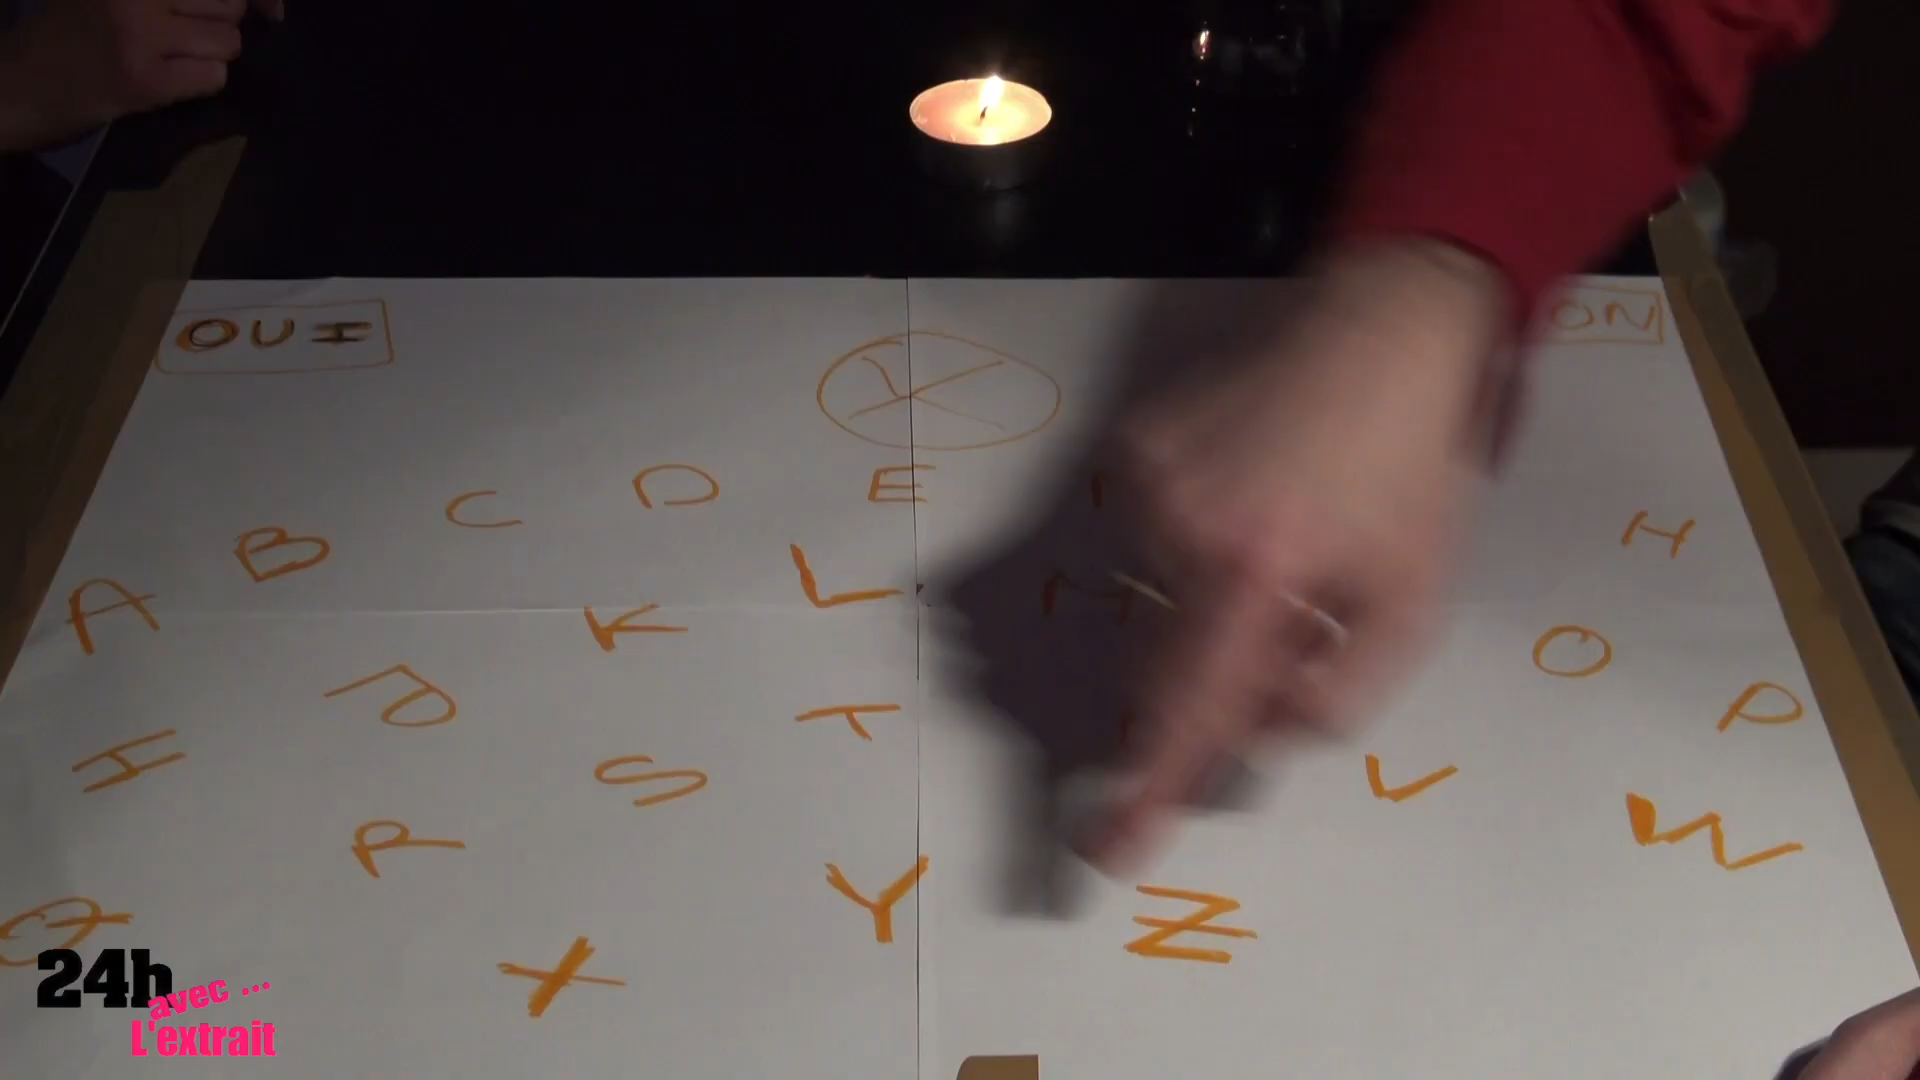 OUI
ON
A B C D E H
I J K L M O P
Q R S T V W
X Y Z
24h
avec ...
L'extrait